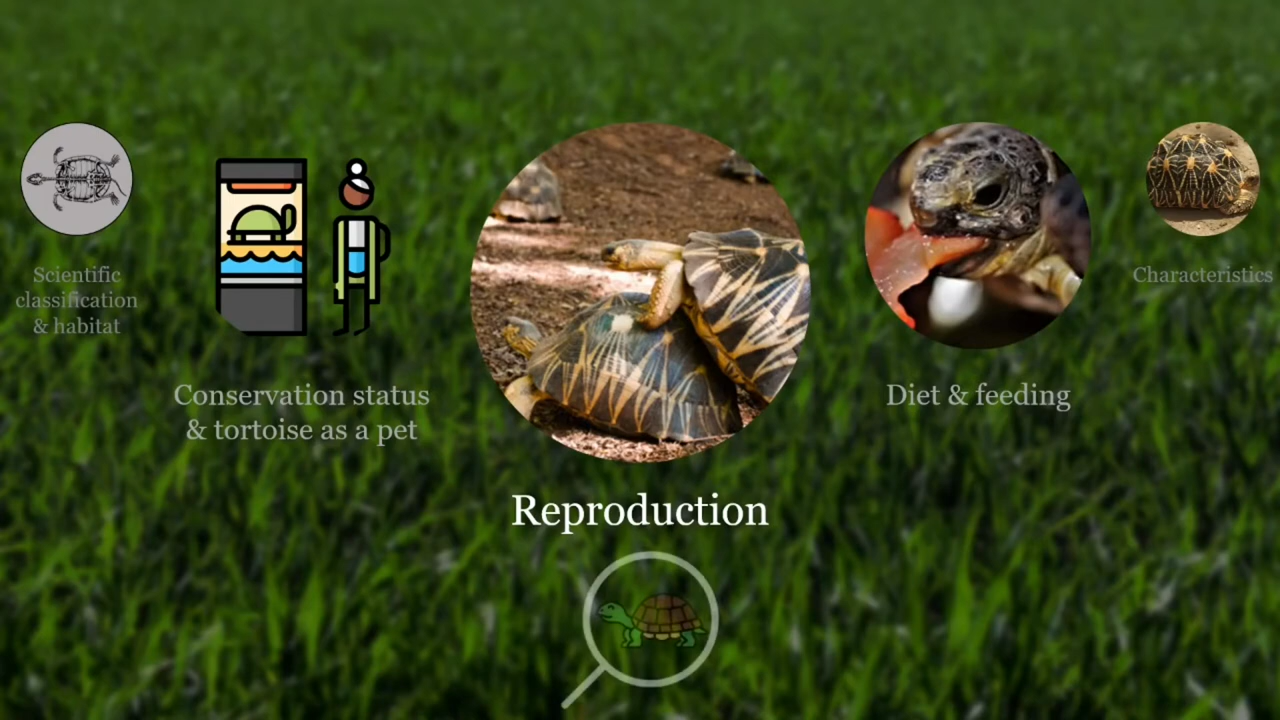 Scientific
classification
& habitat
Conservation status
& tortoise as a pet
Reproduction
Diet & feeding
Characteristics